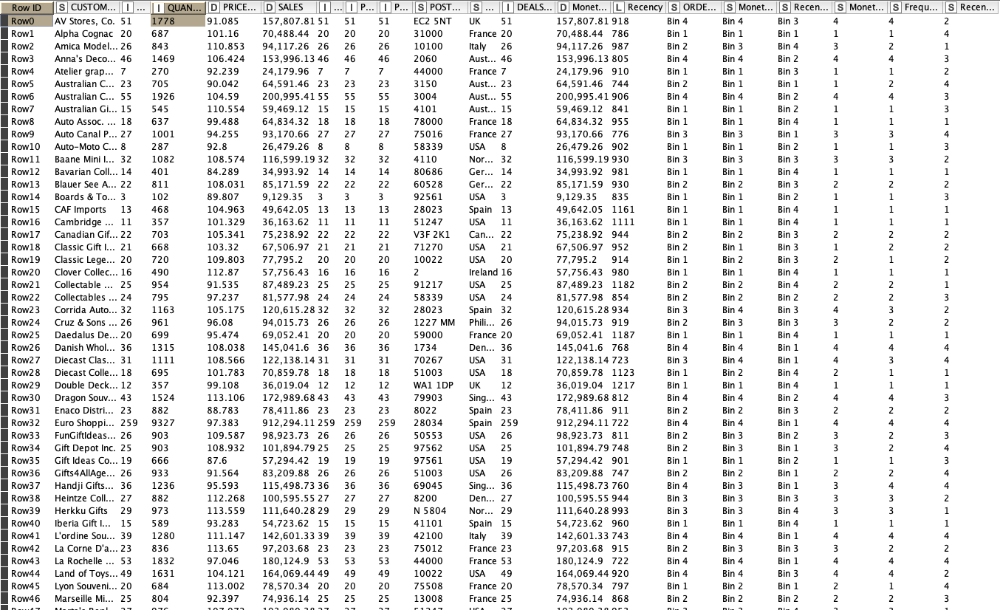 Row ID S CUSTOM... I ... I QUAN... D PRICE... D SALES I ... I P... I P... S POST... S ... I DEALS... D Monet... L Recency S ORDE... S Monet... S Recen... S Monet... S Frequ... S Recen...
Row0 AV Stores, Co. 51 1778 91.085 157,807.81 51 51 51 EC2 5NT UK 51 157,807.81 918 Bin 4 Bin 4 Bin 3 4 4 2
Row1 Alpha Cognac 20 687 101.16 70,488.44 20 20 20 31000 France 20 70,488.44 786 Bin 1 Bin 1 Bin 1 1 1 4
Row2 Amica Model... 26 843 110.853 94,117.26 26 26 26 10100 Italy 26 94,117.26 987 Bin 2 Bin 3 Bin 4 3 2 1
Row3 Anna's Deco... 46 1469 106.424 153,996.13 46 46 46 2060 Aust... 46 153,996.13 805 Bin 4 Bin 4 Bin 2 4 4 3
Row4 Atelier grap... 7 270 92.239 24,179.96 7 7 7 44000 France 7 24,179.96 910 Bin 1 Bin 1 Bin 3 1 1 2
Row5 Australian C... 23 705 90.042 64,591.46 23 23 23 3150 Aust... 23 64,591.46 744 Bin 2 Bin 1 Bin 1 1 2 4
Row6 Australian C... 55 1926 104.59 200,995.41 55 55 55 3004 Aust... 55 200,995.41 906 Bin 4 Bin 4 Bin 2 4 4 3
Row7 Australian Gi... 15 545 110.554 59,469.12 15 15 15 4101 Aust... 15 59,469.12 841 Bin 1 Bin 1 Bin 2 1 1 3
Row8 Auto Assoc. ... 18 637 99.488 64,834.32 18 18 18 78000 France 18 64,834.32 955 Bin 1 Bin 1 Bin 4 1 1 1
Row9 Auto Canal P... 27 1001 94.255 93,170.66 27 27 27 75016 France 27 93,170.66 776 Bin 3 Bin 3 Bin 1 3 3 4
Row10 Auto-Moto C... 8 287 92.8 26,479.26 8 8 8 58339 USA 8 26,479.26 902 Bin 1 Bin 1 Bin 2 1 1 3
Row11 Baane Mini I... 32 1082 108.574 116,599.19 32 32 32 4110 Nor... 32 116,599.19 930 Bin 3 Bin 3 Bin 3 3 3 2
Row12 Bavarian Coll... 14 401 84.289 34,993.92 14 14 14 80686 Ger... 14 34,993.92 981 Bin 1 Bin 1 Bin 4 1 1 1
Row13 Blauer See A... 22 811 108.031 85,171.59 22 22 22 60528 Ger... 22 85,171.59 930 Bin 2 Bin 2 Bin 3 2 2 2
Row14 Boards & To... 3 102 89.807 9,129.35 3 3 3 92561 USA 3 9,129.35 835 Bin 1 Bin 1 Bin 2 1 1 3
Row15 CAF Imports 13 468 104.963 49,642.05 13 13 13 28023 Spain 13 49,642.05 1161 Bin 1 Bin 1 Bin 4 1 1 1
Row16 Cambridge ... 11 357 101.329 36,163.62 11 11 11 51247 USA 11 36,163.62 1111 Bin 1 Bin 1 Bin 4 1 1 1
Row17 Canadian Gif... 22 703 105.341 75,238.92 22 22 22 V3F 2K1 Can... 22 75,238.92 944 Bin 2 Bin 2 Bin 3 2 2 2
Row18 Classic Gift I... 21 668 103.32 67,506.97 21 21 21 71270 USA 21 67,506.97 952 Bin 2 Bin 1 Bin 3 1 2 2
Row19 Classic Lege... 20 720 109.803 77,795.2 20 20 20 10022 USA 20 77,795.2 914 Bin 1 Bin 2 Bin 3 2 1 2
Row20 Clover Collec... 16 490 112.87 57,756.43 16 16 16 2 Ireland 16 57,756.43 980 Bin 1 Bin 1 Bin 4 1 1 1
Row21 Collectable ... 25 954 91.535 87,489.23 25 25 25 91217 USA 25 87,489.23 1182 Bin 2 Bin 2 Bin 4 2 2 1
Row22 Collectables ... 24 795 97.237 81,577.98 24 24 24 58339 USA 24 81,577.98 854 Bin 2 Bin 2 Bin 2 2 2 3
Row23 Corrida Auto... 32 1163 105.175 120,615.28 32 32 32 28023 Spain 32 120,615.28 934 Bin 3 Bin 4 Bin 3 4 3 2
Row24 Cruz & Sons ... 26 961 96.08 94,015.73 26 26 26 1227 MM Phili... 26 94,015.73 919 Bin 2 Bin 3 Bin 3 3 2 2
Row25 Daedalus De... 20 699 95.474 69,052.41 20 20 20 59000 France 20 69,052.41 1187 Bin 1 Bin 1 Bin 4 1 1 1
Row26 Danish Whol... 36 1315 108.038 145,041.6 36 36 36 1734 Den... 36 145,041.6 768 Bin 4 Bin 4 Bin 1 4 4 4
Row27 Diecast Clas... 31 1111 108.566 122,138.14 31 31 31 70267 USA 31 122,138.14 723 Bin 3 Bin 4 Bin 1 4 3 4
Row28 Diecast Colle... 18 695 101.783 70,859.78 18 18 18 51003 USA 18 70,859.78 1123 Bin 1 Bin 2 Bin 4 2 1 1
Row29 Double Deck... 12 357 99.108 36,019.04 12 12 12 WA1 1DP UK 12 36,019.04 1217 Bin 1 Bin 1 Bin 4 1 1 1
Row30 Dragon Souv... 43 1524 113.106 172,989.68 43 43 43 79903 Sing... 43 172,989.68 812 Bin 4 Bin 4 Bin 2 4 4 3
Row31 Enaco Distri... 23 882 88.783 78,411.86 23 23 23 8022 Spain 23 78,411.86 911 Bin 2 Bin 2 Bin 3 2 2 2
Row32 Euro Shoppi... 259 9327 97.383 912,294.11 259 259 259 28034 Spain 259 912,294.11 722 Bin 4 Bin 4 Bin 1 4 4 4
Row33 FunGiftIdeas... 26 903 109.587 98,923.73 26 26 26 50553 USA 26 98,923.73 811 Bin 2 Bin 3 Bin 2 3 2 3
Row34 Gift Depot Inc. 25 903 108.932 101,894.79 25 25 25 97562 USA 25 101,894.79 748 Bin 2 Bin 3 Bin 1 3 2 4
Row35 Gift Ideas Co... 19 666 87.6 57,294.42 19 19 19 97561 USA 19 57,294.42 901 Bin 1 Bin 1 Bin 2 1 1 3
Row36 Gifts4AllAge... 26 933 91.564 83,209.88 26 26 26 51003 USA 26 83,209.88 747 Bin 2 Bin 2 Bin 1 2 2 4
Row37 Handji Gifts... 36 1236 95.593 115,498.73 36 36 36 69045 Sing... 36 115,498.73 760 Bin 4 Bin 3 Bin 1 3 4 4
Row38 Heintze Coll... 27 882 112.268 100,595.55 27 27 27 8200 Den... 27 100,595.55 944 Bin 3 Bin 3 Bin 3 3 3 2
Row39 Herkku Gifts 29 973 113.559 111,640.28 29 29 29 N 5804 Nor... 29 111,640.28 993 Bin 3 Bin 3 Bin 4 3 3 1
Row40 Iberia Gift I... 15 589 93.283 54,723.62 15 15 15 41101 Spain 15 54,723.62 960 Bin 1 Bin 1 Bin 4 1 1 1
Row41 L'ordine Sou... 39 1280 111.147 142,601.33 39 39 39 42100 Italy 39 142,601.33 743 Bin 4 Bin 4 Bin 1 4 4 4
Row42 La Corne D'a... 23 836 113.65 97,203.68 23 23 23 75012 France 23 97,203.68 915 Bin 2 Bin 3 Bin 3 3 2 2
Row43 La Rochelle ... 53 1832 97.046 180,124.9 53 53 53 44000 France 53 180,124.9 722 Bin 4 Bin 4 Bin 1 4 4 4
Row44 Land of Toys... 49 1631 104.121 164,069.44 49 49 49 10022 USA 49 164,069.44 920 Bin 4 Bin 4 Bin 3 4 4 2
Row45 Lyon Souveni... 20 684 113.002 78,570.34 20 20 20 75508 France 20 78,570.34 797 Bin 1 Bin 2 Bin 1 2 1 4
Row46 Marseille Mi... 25 804 92.397 74,936.14 25 25 25 13008 France 25 74,936.14 868 Bin 2 Bin 2 Bin 2 2 2 3